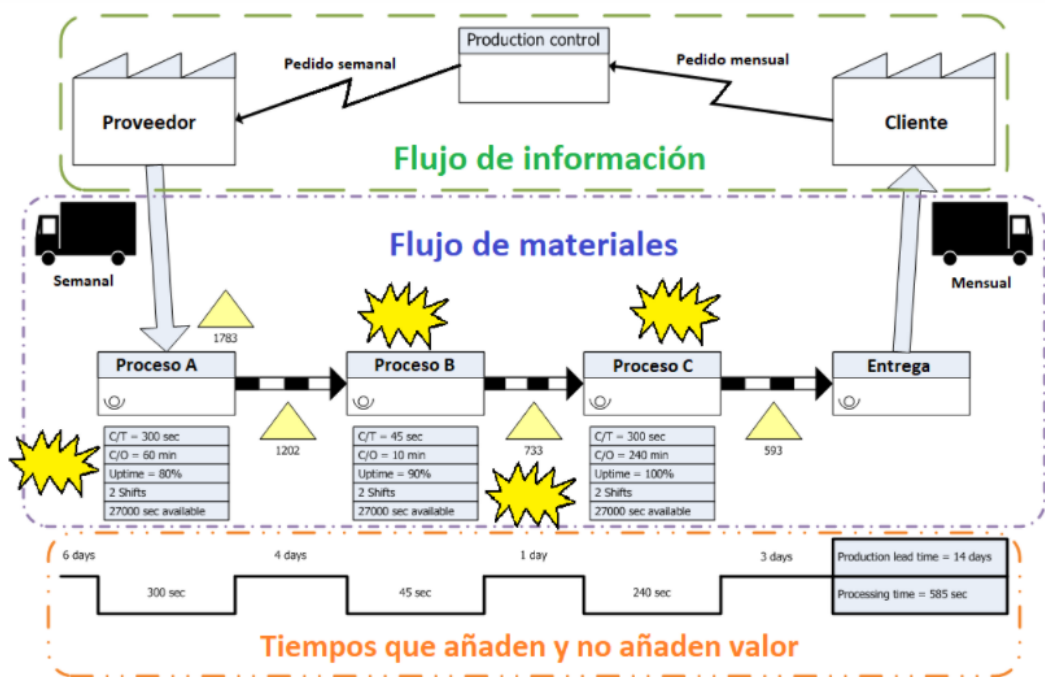 Production control
Pedido semanal
Pedido mensual
Proveedor
Cliente
Flujo de información
Flujo de materiales
Semanal
Mensual
1783
Proceso A
Proceso B
Proceso C
Entrega
1202
733
593
C/T = 300 sec
C/O = 60 min
Uptime = 80%
2 Shifts
27000 sec available
C/T = 45 sec
C/O = 10 min
Uptime = 90%
2 Shifts
27000 sec available
C/T = 300 sec
C/O = 240 min
Uptime = 100%
2 Shifts
27000 sec available
6 days
4 days
1 day
3 days
Production lead time = 14 days
300 sec
45 sec
240 sec
Processing time = 585 sec
Tiempos que añaden y no añaden valor